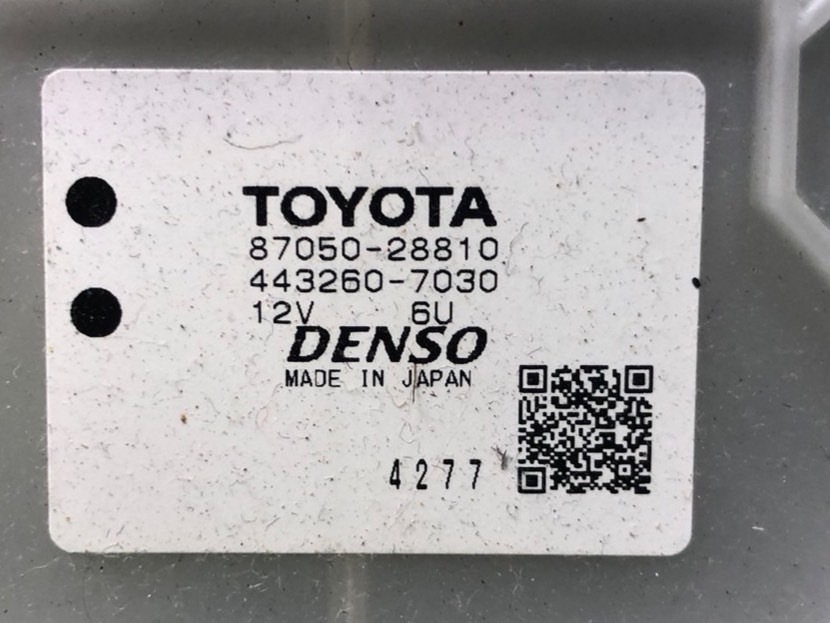 TOYOTA
87050-28810
443260-7030
12V 6U
DENSO
MADE IN JAPAN
4277